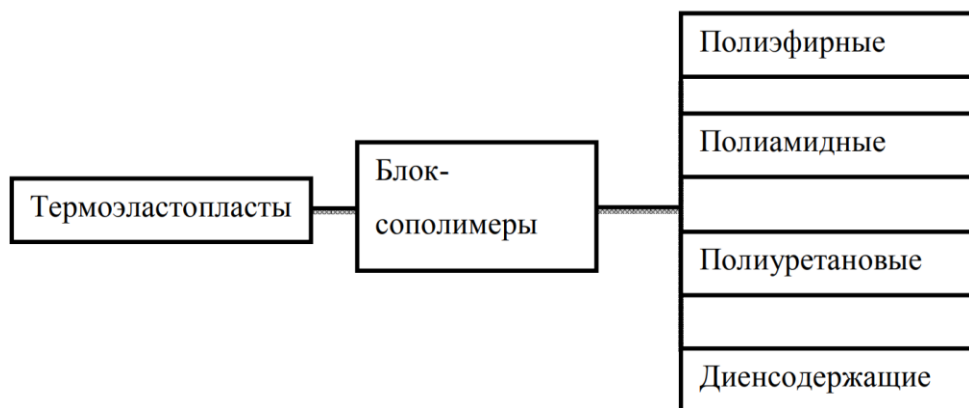 Термоэластопласты
Блок-
сополимеры
Полиэфирные
Полиамидные
Полиуретановые
Диенсодержащие